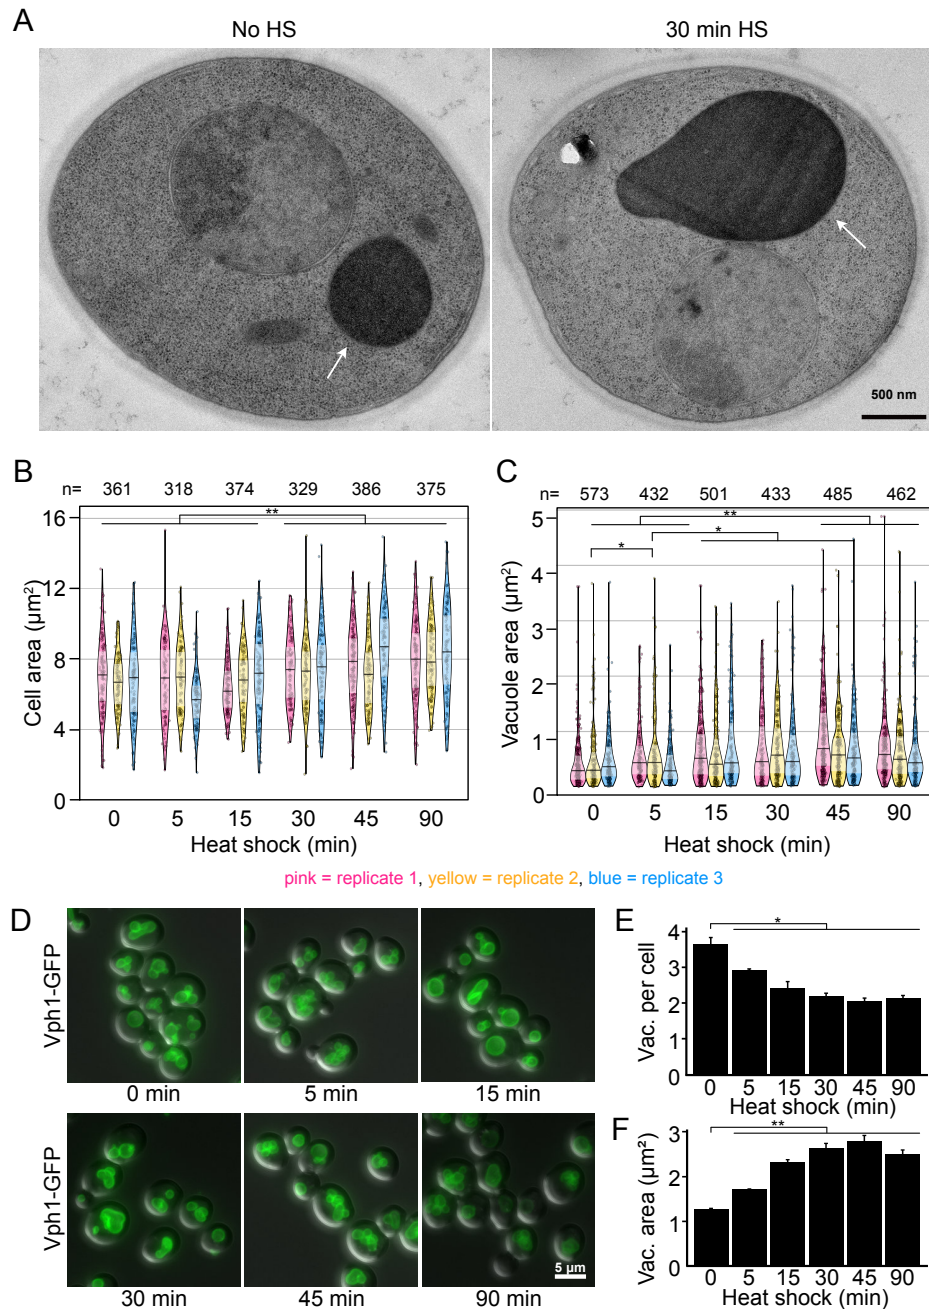 A
No HS
30 min HS
500 nm
B
n= 361 318 374 329 386 375
**
16
12
8
4
0
Cell area (µm²)
0 5 15 30 45 90
Heat shock (min)
C
n= 573 432 501 433 485 462
**
*
*
5
4
3
2
1
0
Vacuole area (µm²)
0 5 15 30 45 90
Heat shock (min)
pink = replicate 1, yellow = replicate 2, blue = replicate 3
D
Vph1-GFP
0 min
5 min
15 min
Vph1-GFP
5 µm
30 min
45 min
90 min
E
*
4
3
2
1
0
Vac. per cell
0 5 15 30 45 90
Heat shock (min)
F
**
3
2
1
0
Vac. area (µm²)
0 5 15 30 45 90
Heat shock (min)